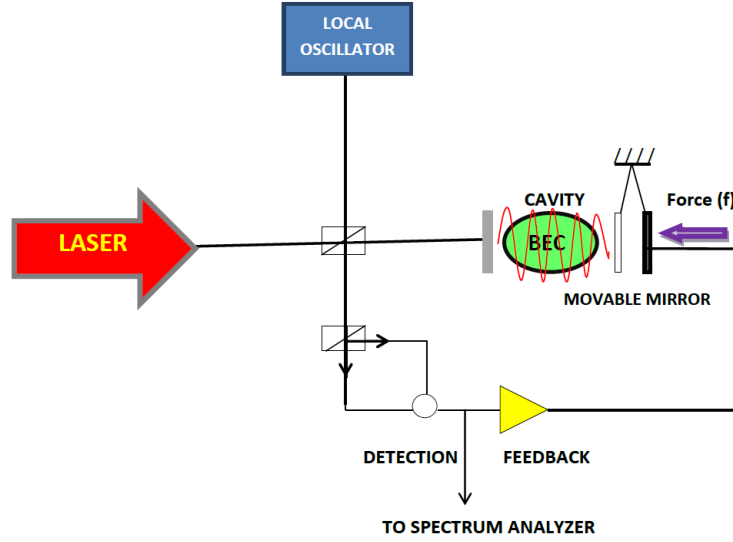 LOCAL
OSCILLATOR
LASER
CAVITY
BEC
Force (f)
MOVABLE MIRROR
DETECTION
FEEDBACK
TO SPECTRUM ANALYZER